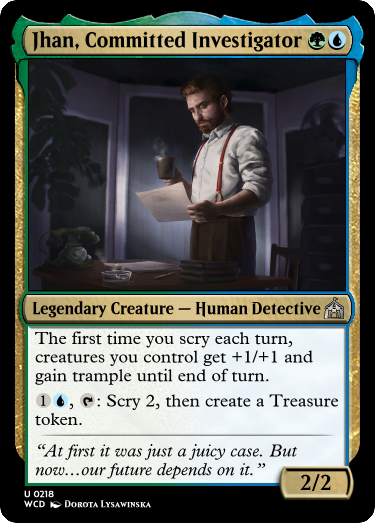 Jhan, Committed Investigator
Legendary Creature — Human Detective
The first time you scry each turn,
creatures you control get +1/+1 and
gain trample until end of turn.
1, : Scry 2, then create a Treasure
token.
“At first it was just a juicy case. But
now…our future depends on it.”
2/2
U 0218
WCD Dorota Lysawinska